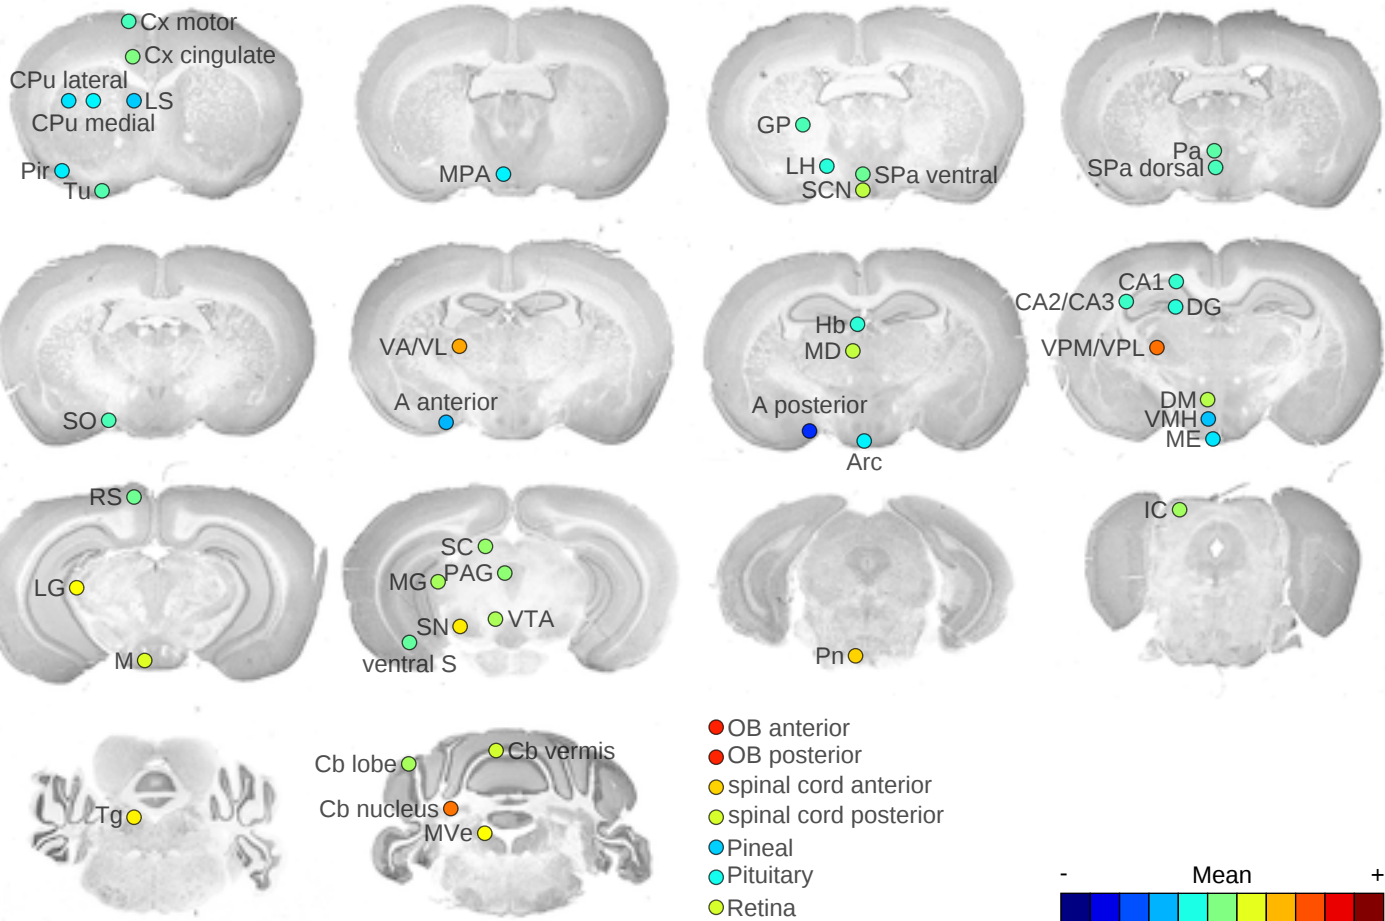 Cx motor
Cx cingulate
CPu lateral
LS
CPu medial
Pir
Tu
MPA
GP
LH
SPa ventral
SCN
Pa
SPa dorsal
SO
VA/VL
A anterior
Hb
MD
A posterior
Arc
CA1
CA2/CA3
DG
VPM/VPL
DM
VMH
ME
RS
LG
M
SC
MG
PAG
SN
VTA
ventral S
Pn
IC
Tg
Cb lobe
Cb vermis
Cb nucleus
MVe
OB anterior
OB posterior
spinal cord anterior
spinal cord posterior
Pineal
Pituitary
Retina
- Mean +